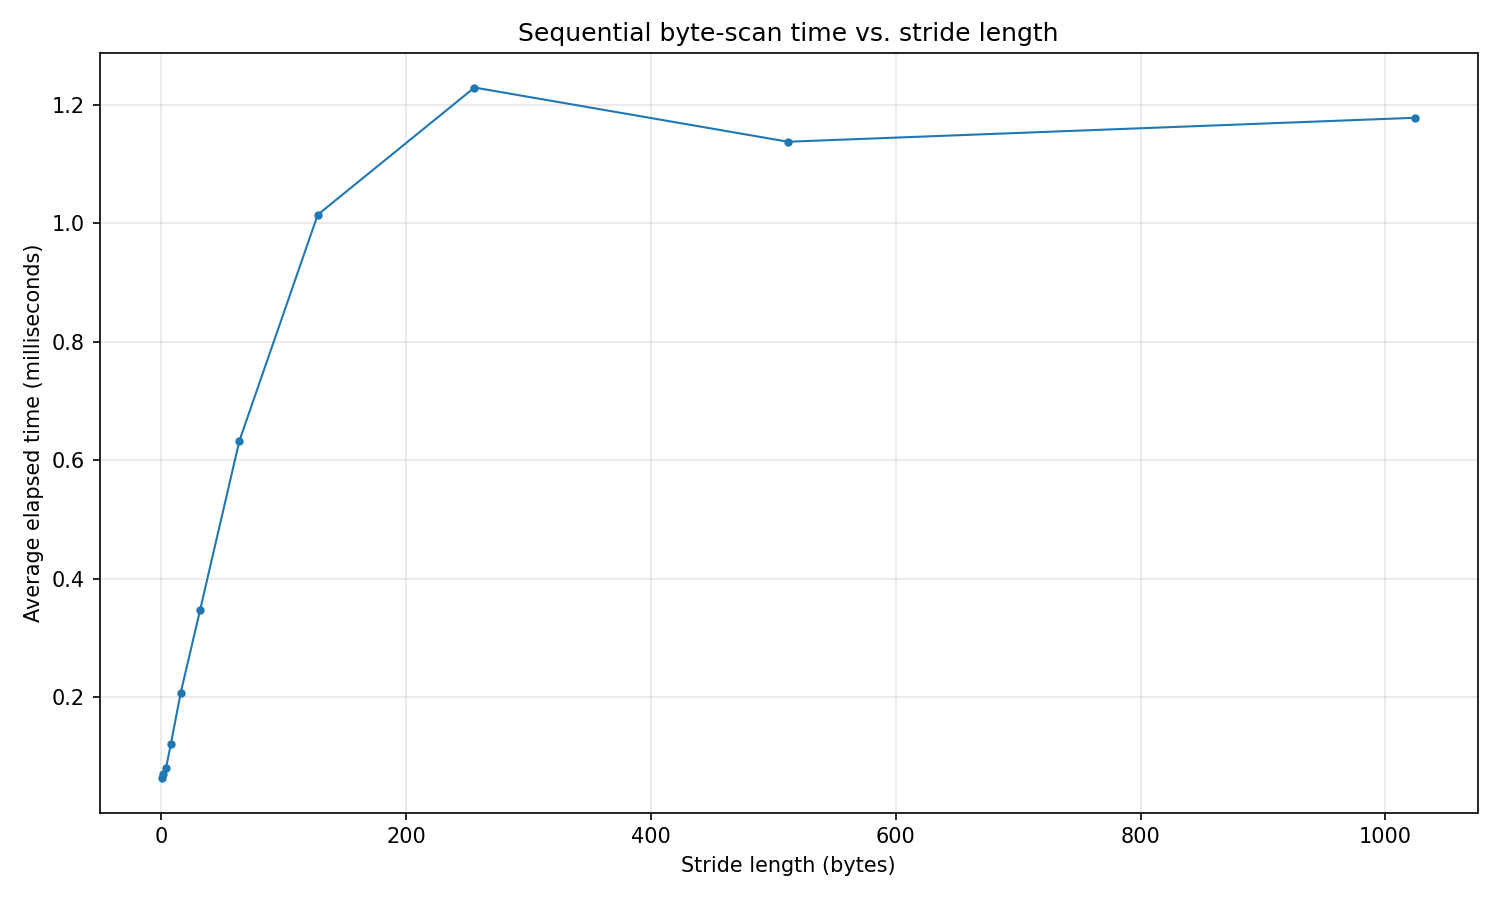 Sequential byte-scan time vs. stride length
Average elapsed time (milliseconds)
1.2
1.0
0.8
0.6
0.4
0.2
0 200 400 600 800 1000
Stride length (bytes)